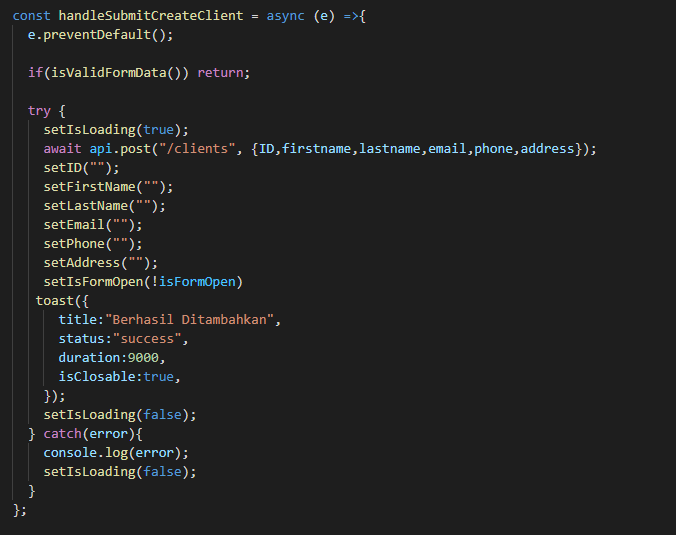 const handleSubmitCreateClient = async (e) =>{
e.preventDefault();
if(isValidFormData()) return;
try {
setIsLoading(true);
await api.post("/clients", {ID,firstname,lastname,email,phone,address});
setID("");
setFirstName("");
setLastName("");
setEmail("");
setPhone("");
setAddress("");
setIsFormOpen(!isFormOpen)
toast({
title:"Berhasil Ditambahkan",
status:"success",
duration:9000,
isClosable:true,
});
setIsLoading(false);
} catch(error){
console.log(error);
setIsLoading(false);
}
};